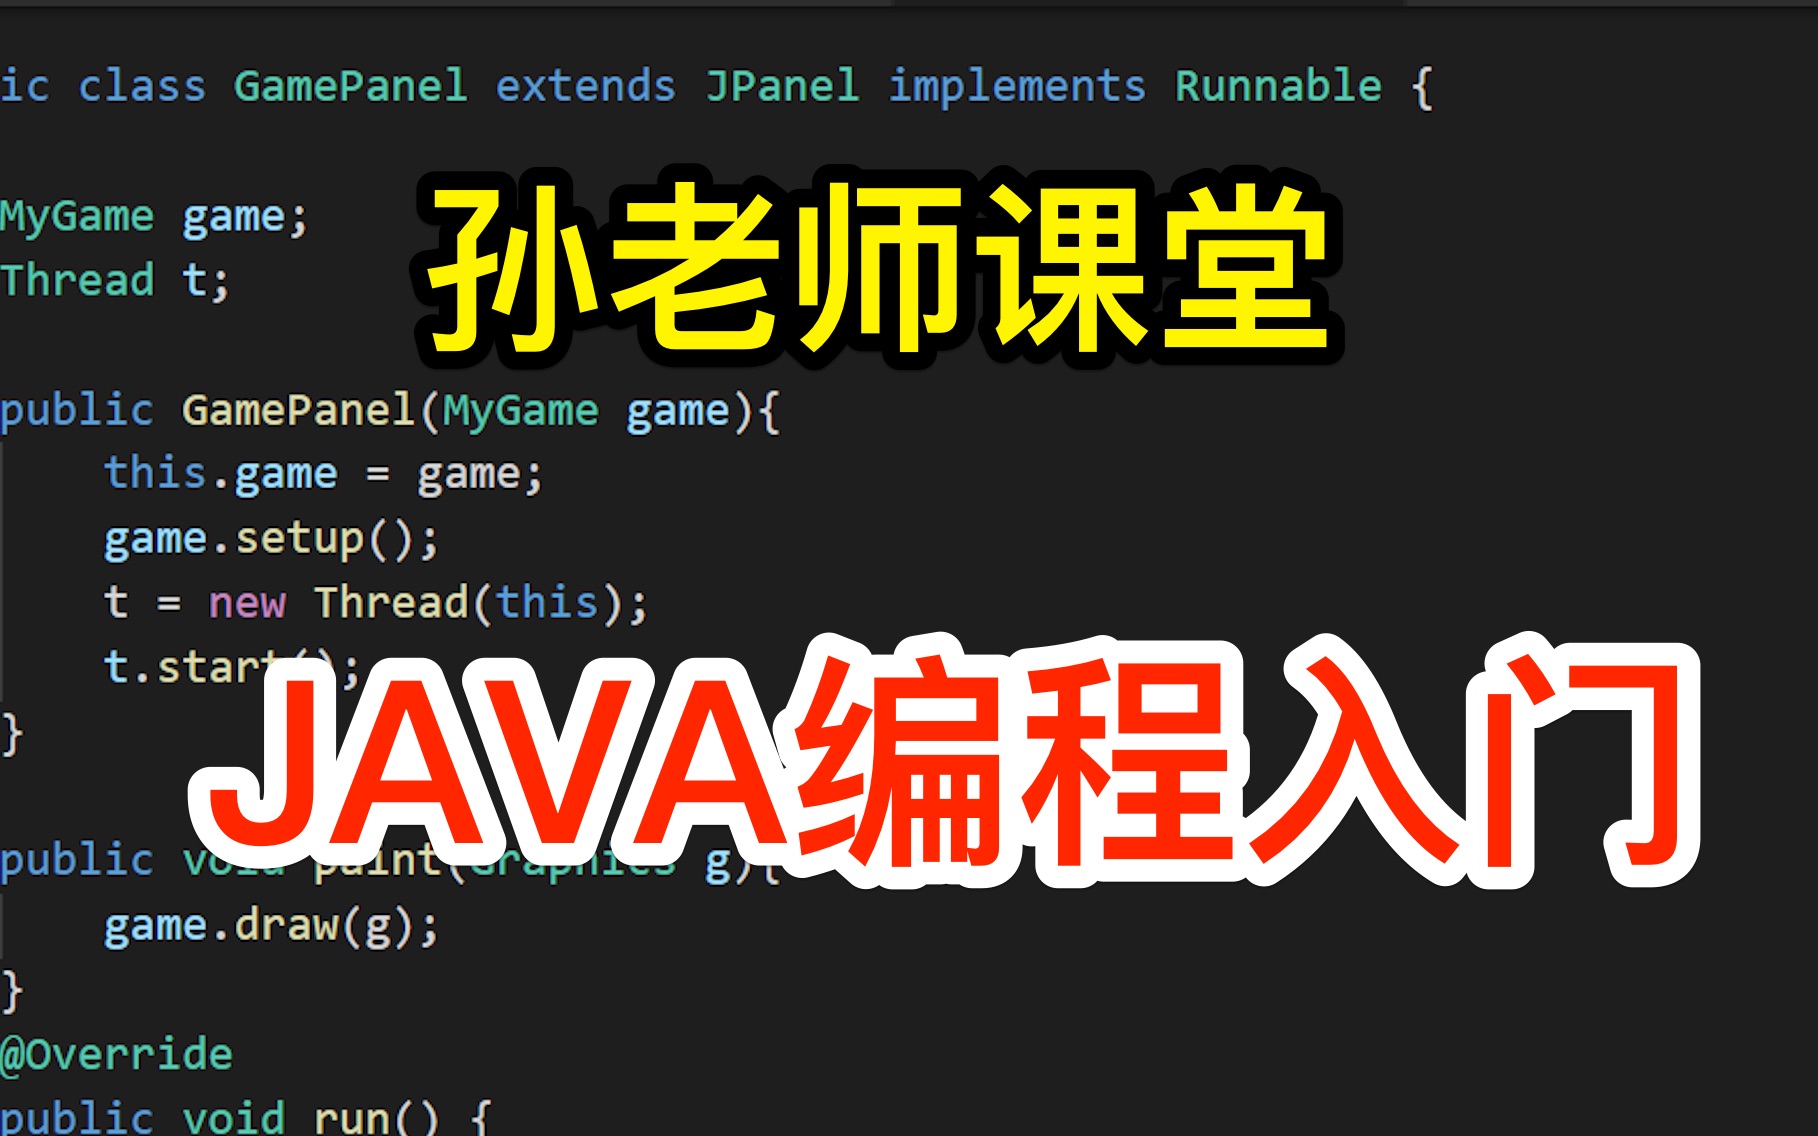 ic class GamePanel extends JPanel implements Runnable {
孙老师课堂
MyGame game;
Thread t;
public GamePanel(MyGame game){
this.game = game;
game.setup();
t = new Thread(this);
t.start();
JAVA编程入门
}
public void paint(Graphics g){
game.draw(g);
}
@Override
public void run() {